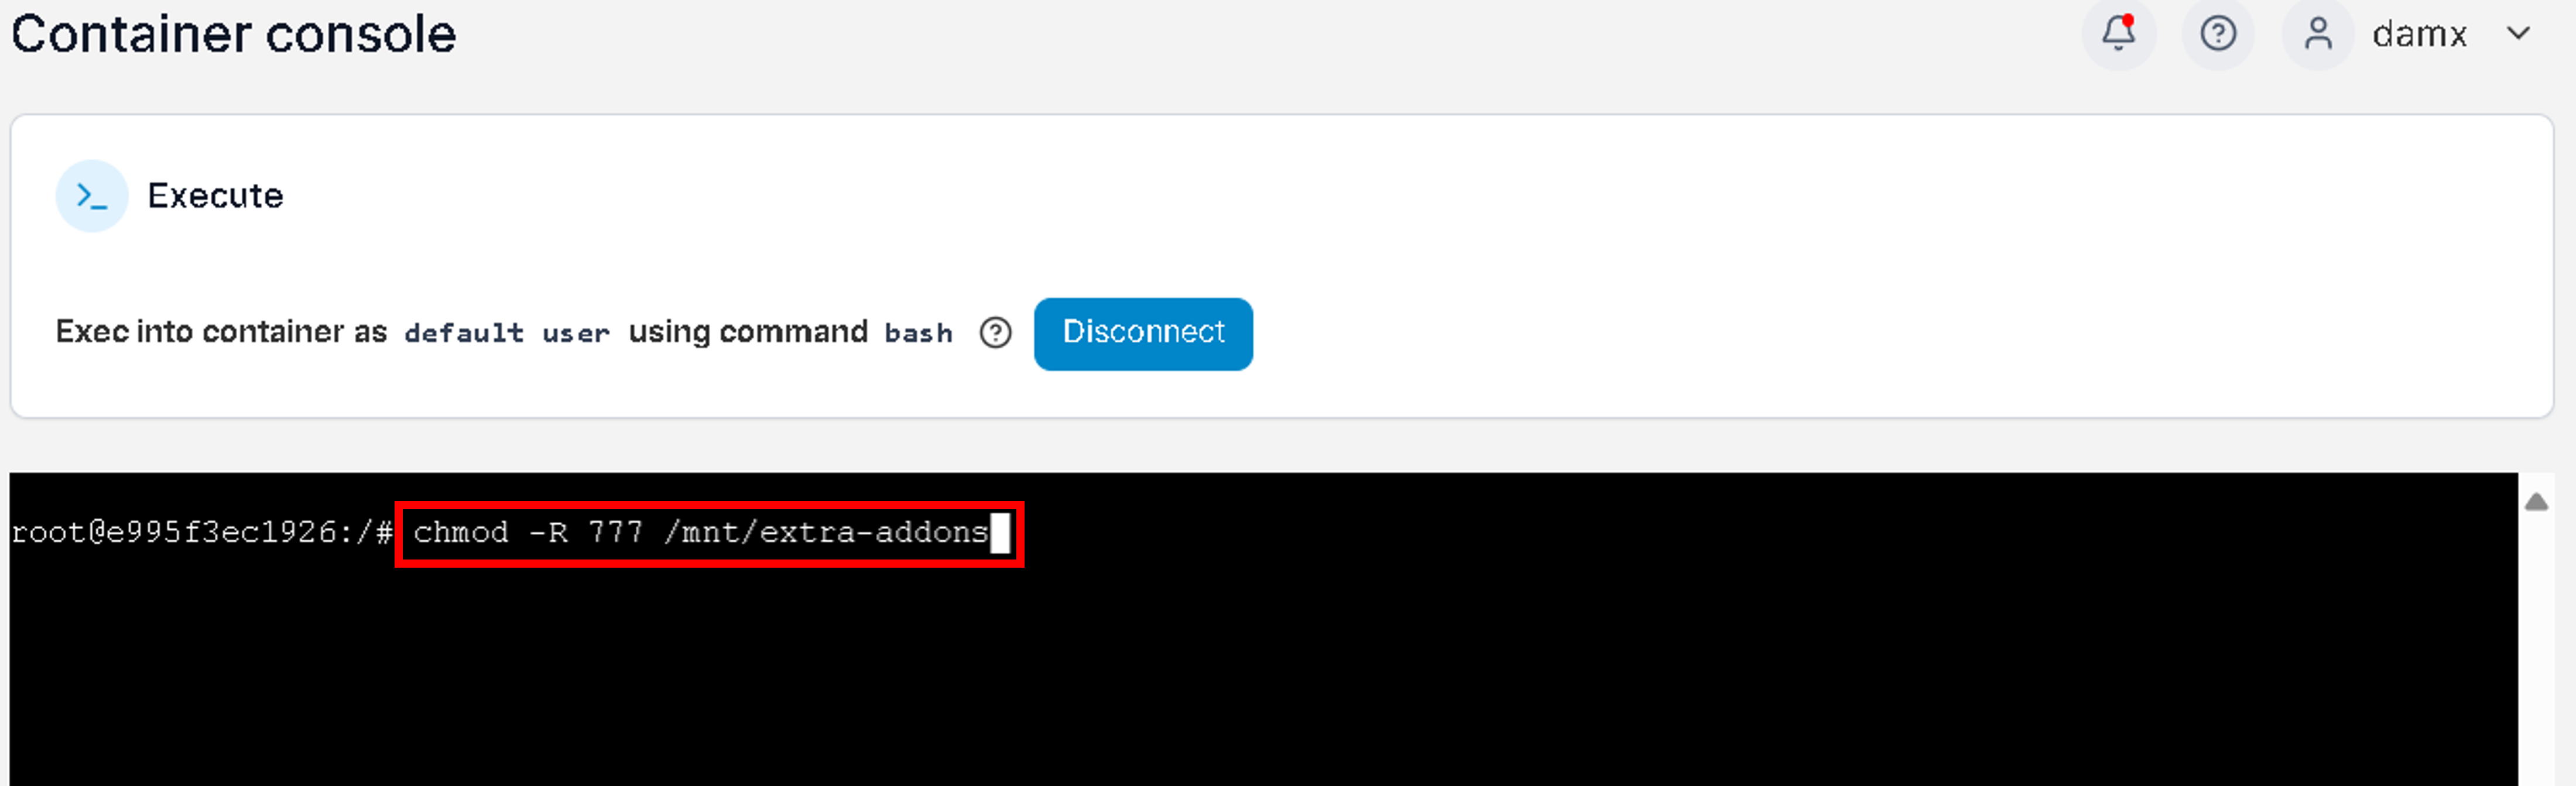 Container console
damx
Execute
Exec into container as default user using command bash
Disconnect
root@e995f3ec1926:/# chmod -R 777 /mnt/extra-addons